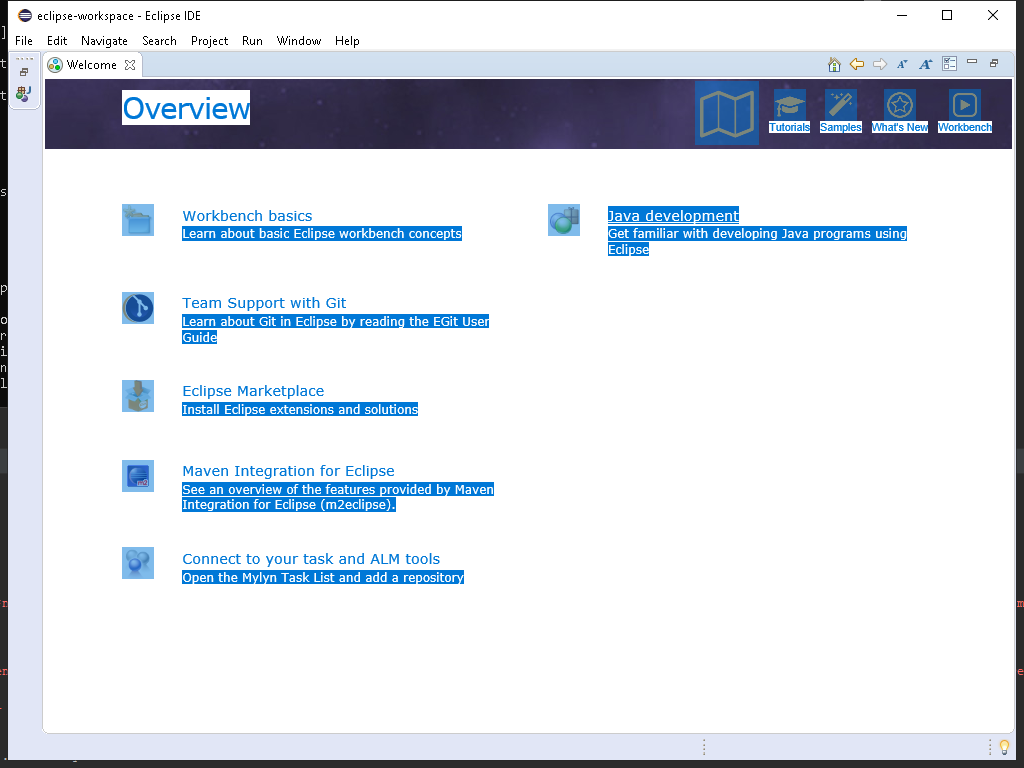 eclipse-workspace - Eclipse IDE
File Edit Navigate Search Project Run Window Help
Welcome
Overview
Tutorials Samples What's New Workbench
Workbench basics
Learn about basic Eclipse workbench concepts
Java development
Get familiar with developing Java programs using
Eclipse
Team Support with Git
Learn about Git in Eclipse by reading the EGit User
Guide
Eclipse Marketplace
Install Eclipse extensions and solutions
Maven Integration for Eclipse
See an overview of the features provided by Maven
Integration for Eclipse (m2eclipse).
Connect to your task and ALM tools
Open the Mylyn Task List and add a repository